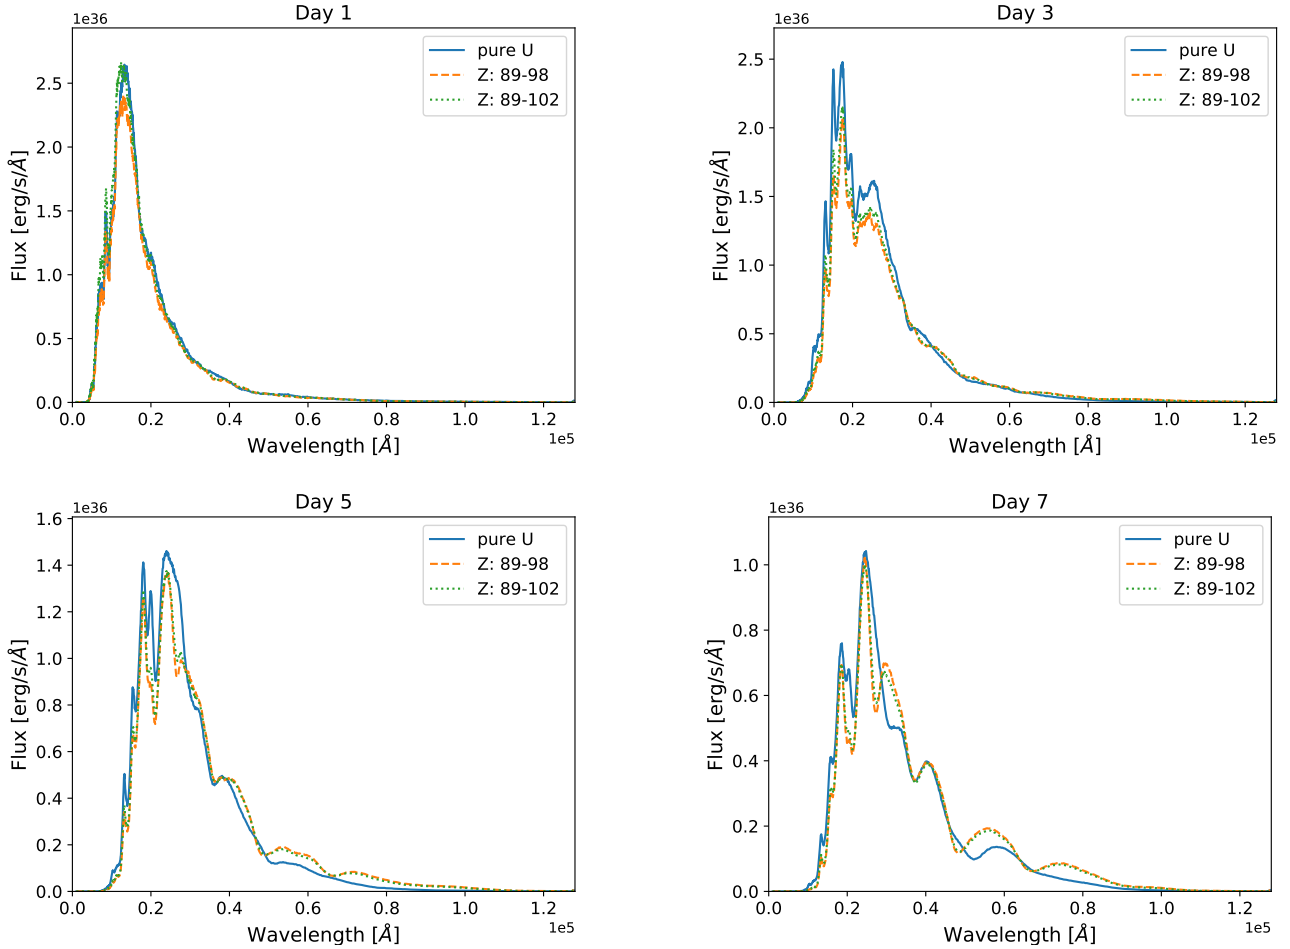 Day 1
1e36
Flux [erg/s/Å]
2.5
2.0
1.5
1.0
0.5
0.0
pure U
Z: 89-98
Z: 89-102
0.0 0.2 0.4 0.6 0.8 1.0 1.2
1e5
Wavelength [Å]
Day 3
1e36
Flux [erg/s/Å]
2.5
2.0
1.5
1.0
0.5
0.0
pure U
Z: 89-98
Z: 89-102
0.0 0.2 0.4 0.6 0.8 1.0 1.2
1e5
Wavelength [Å]
Day 5
1e36
Flux [erg/s/Å]
1.6
1.4
1.2
1.0
0.8
0.6
0.4
0.2
0.0
pure U
Z: 89-98
Z: 89-102
0.0 0.2 0.4 0.6 0.8 1.0 1.2
1e5
Wavelength [Å]
Day 7
1e36
Flux [erg/s/Å]
1.0
0.8
0.6
0.4
0.2
0.0
pure U
Z: 89-98
Z: 89-102
0.0 0.2 0.4 0.6 0.8 1.0 1.2
1e5
Wavelength [Å]